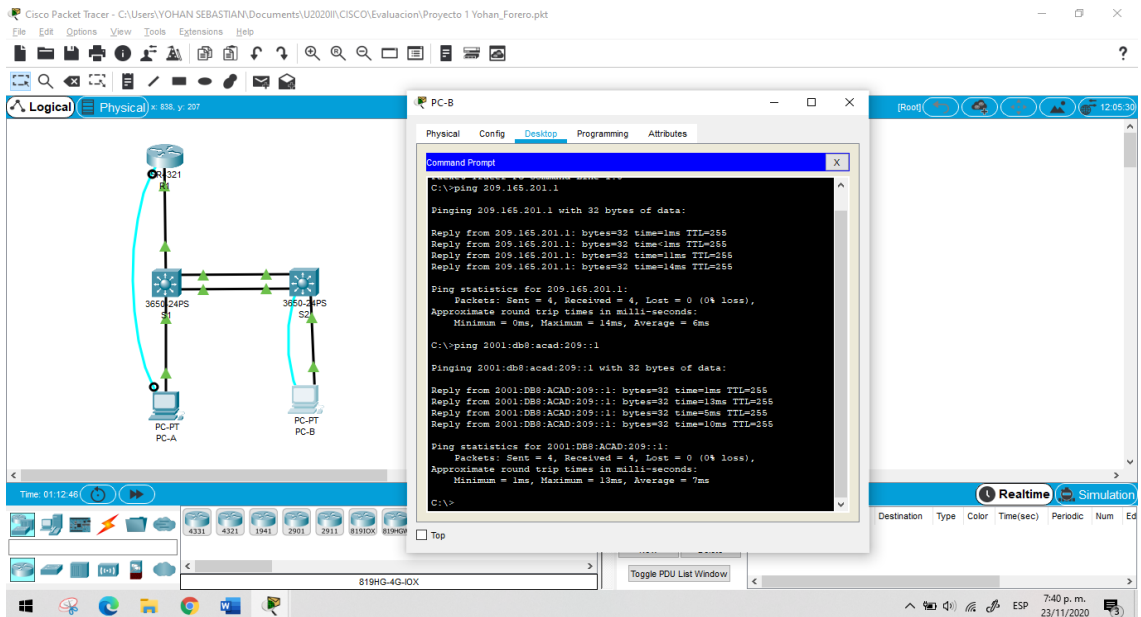 Cisco Packet Tracer - C:\Users\YOHAN SEBASTIAN\Documents\U2020II\CISCO\Evaluacion\Proyecto 1 Yohan_Forero.pkt
File Edit Options View Tools Extensions Help
?
Logical Physical x: 838, y: 207
[Root] 12:05:30
4321
R1
3650-24PS
S1
3650-24PS
S2
PC-PT
PC-A
PC-PT
PC-B
PC-B
Physical Config Desktop Programming Attributes
Command Prompt X
C:\>ping 209.165.201.1
Pinging 209.165.201.1 with 32 bytes of data:
Reply from 209.165.201.1: bytes=32 time=1ms TTL=255
Reply from 209.165.201.1: bytes=32 time<1ms TTL=255
Reply from 209.165.201.1: bytes=32 time=11ms TTL=255
Reply from 209.165.201.1: bytes=32 time=14ms TTL=255
Ping statistics for 209.165.201.1:
Packets: Sent = 4, Received = 4, Lost = 0 (0% loss),
Approximate round trip times in milli-seconds:
Minimum = 0ms, Maximum = 14ms, Average = 6ms
C:\>ping 2001:db8:acad:209::1
Pinging 2001:db8:acad:209::1 with 32 bytes of data:
Reply from 2001:DB8:ACAD:209::1: bytes=32 time=1ms TTL=255
Reply from 2001:DB8:ACAD:209::1: bytes=32 time=13ms TTL=255
Reply from 2001:DB8:ACAD:209::1: bytes=32 time=5ms TTL=255
Reply from 2001:DB8:ACAD:209::1: bytes=32 time=10ms TTL=255
Ping statistics for 2001:DB8:ACAD:209::1:
Packets: Sent = 4, Received = 4, Lost = 0 (0% loss),
Approximate round trip times in milli-seconds:
Minimum = 1ms, Maximum = 13ms, Average = 7ms
C:\>
Top
Time: 01:12:46
Realtime Simulation
4331 4321 1941 2901 2911 819IOX 819HGW
819HG-4G-IOX
Toggle PDU List Window
Destination Type Color Time(sec) Periodic Num Ed
ESP
7:40 p. m.
23/11/2020
3